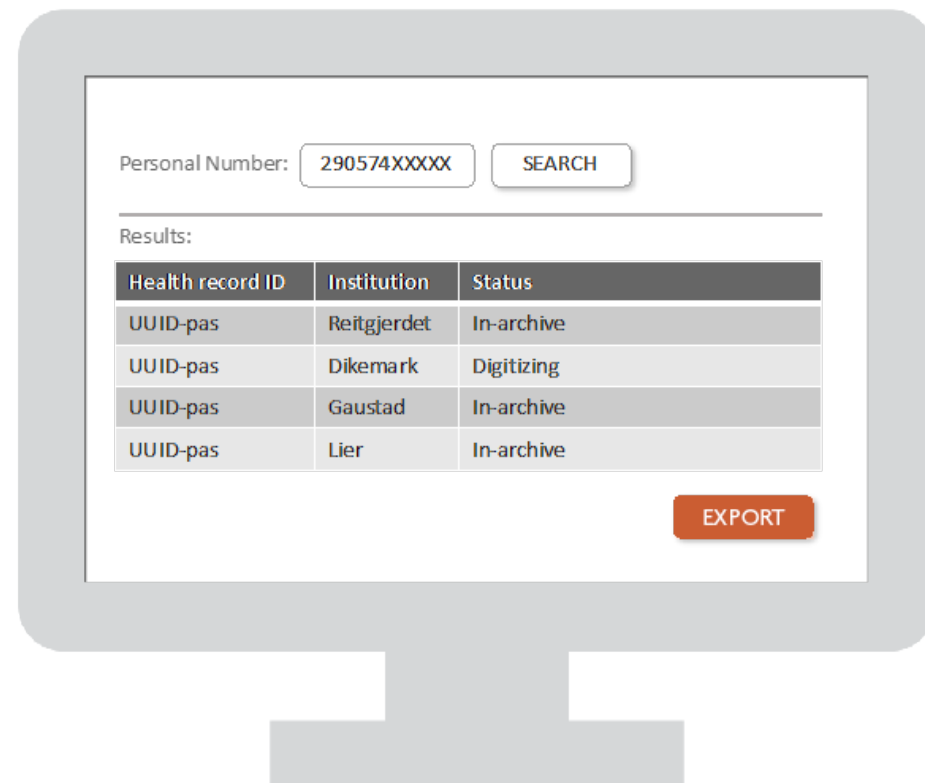 Personal Number: 290574XXXXX SEARCH
Results:
Health record ID Institution Status
UUID-pas Reitgjerdet In-archive
UUID-pas Dikemark Digitizing
UUID-pas Gaustad In-archive
UUID-pas Lier In-archive
EXPORT